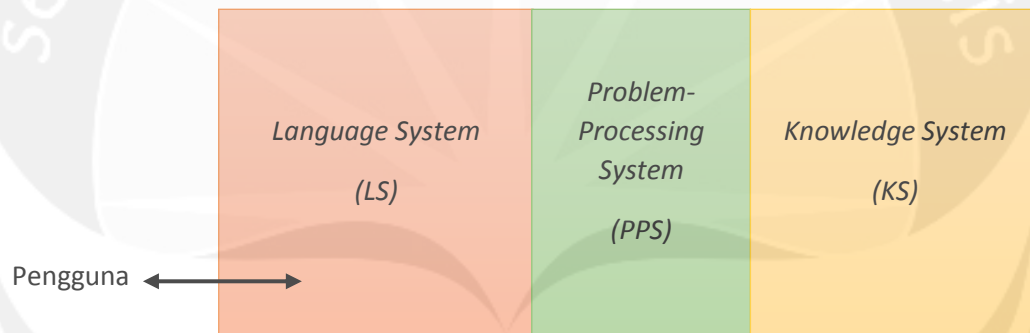 Language System
(LS)
Problem-
Processing
System
(PPS)
Knowledge System
(KS)
Pengguna